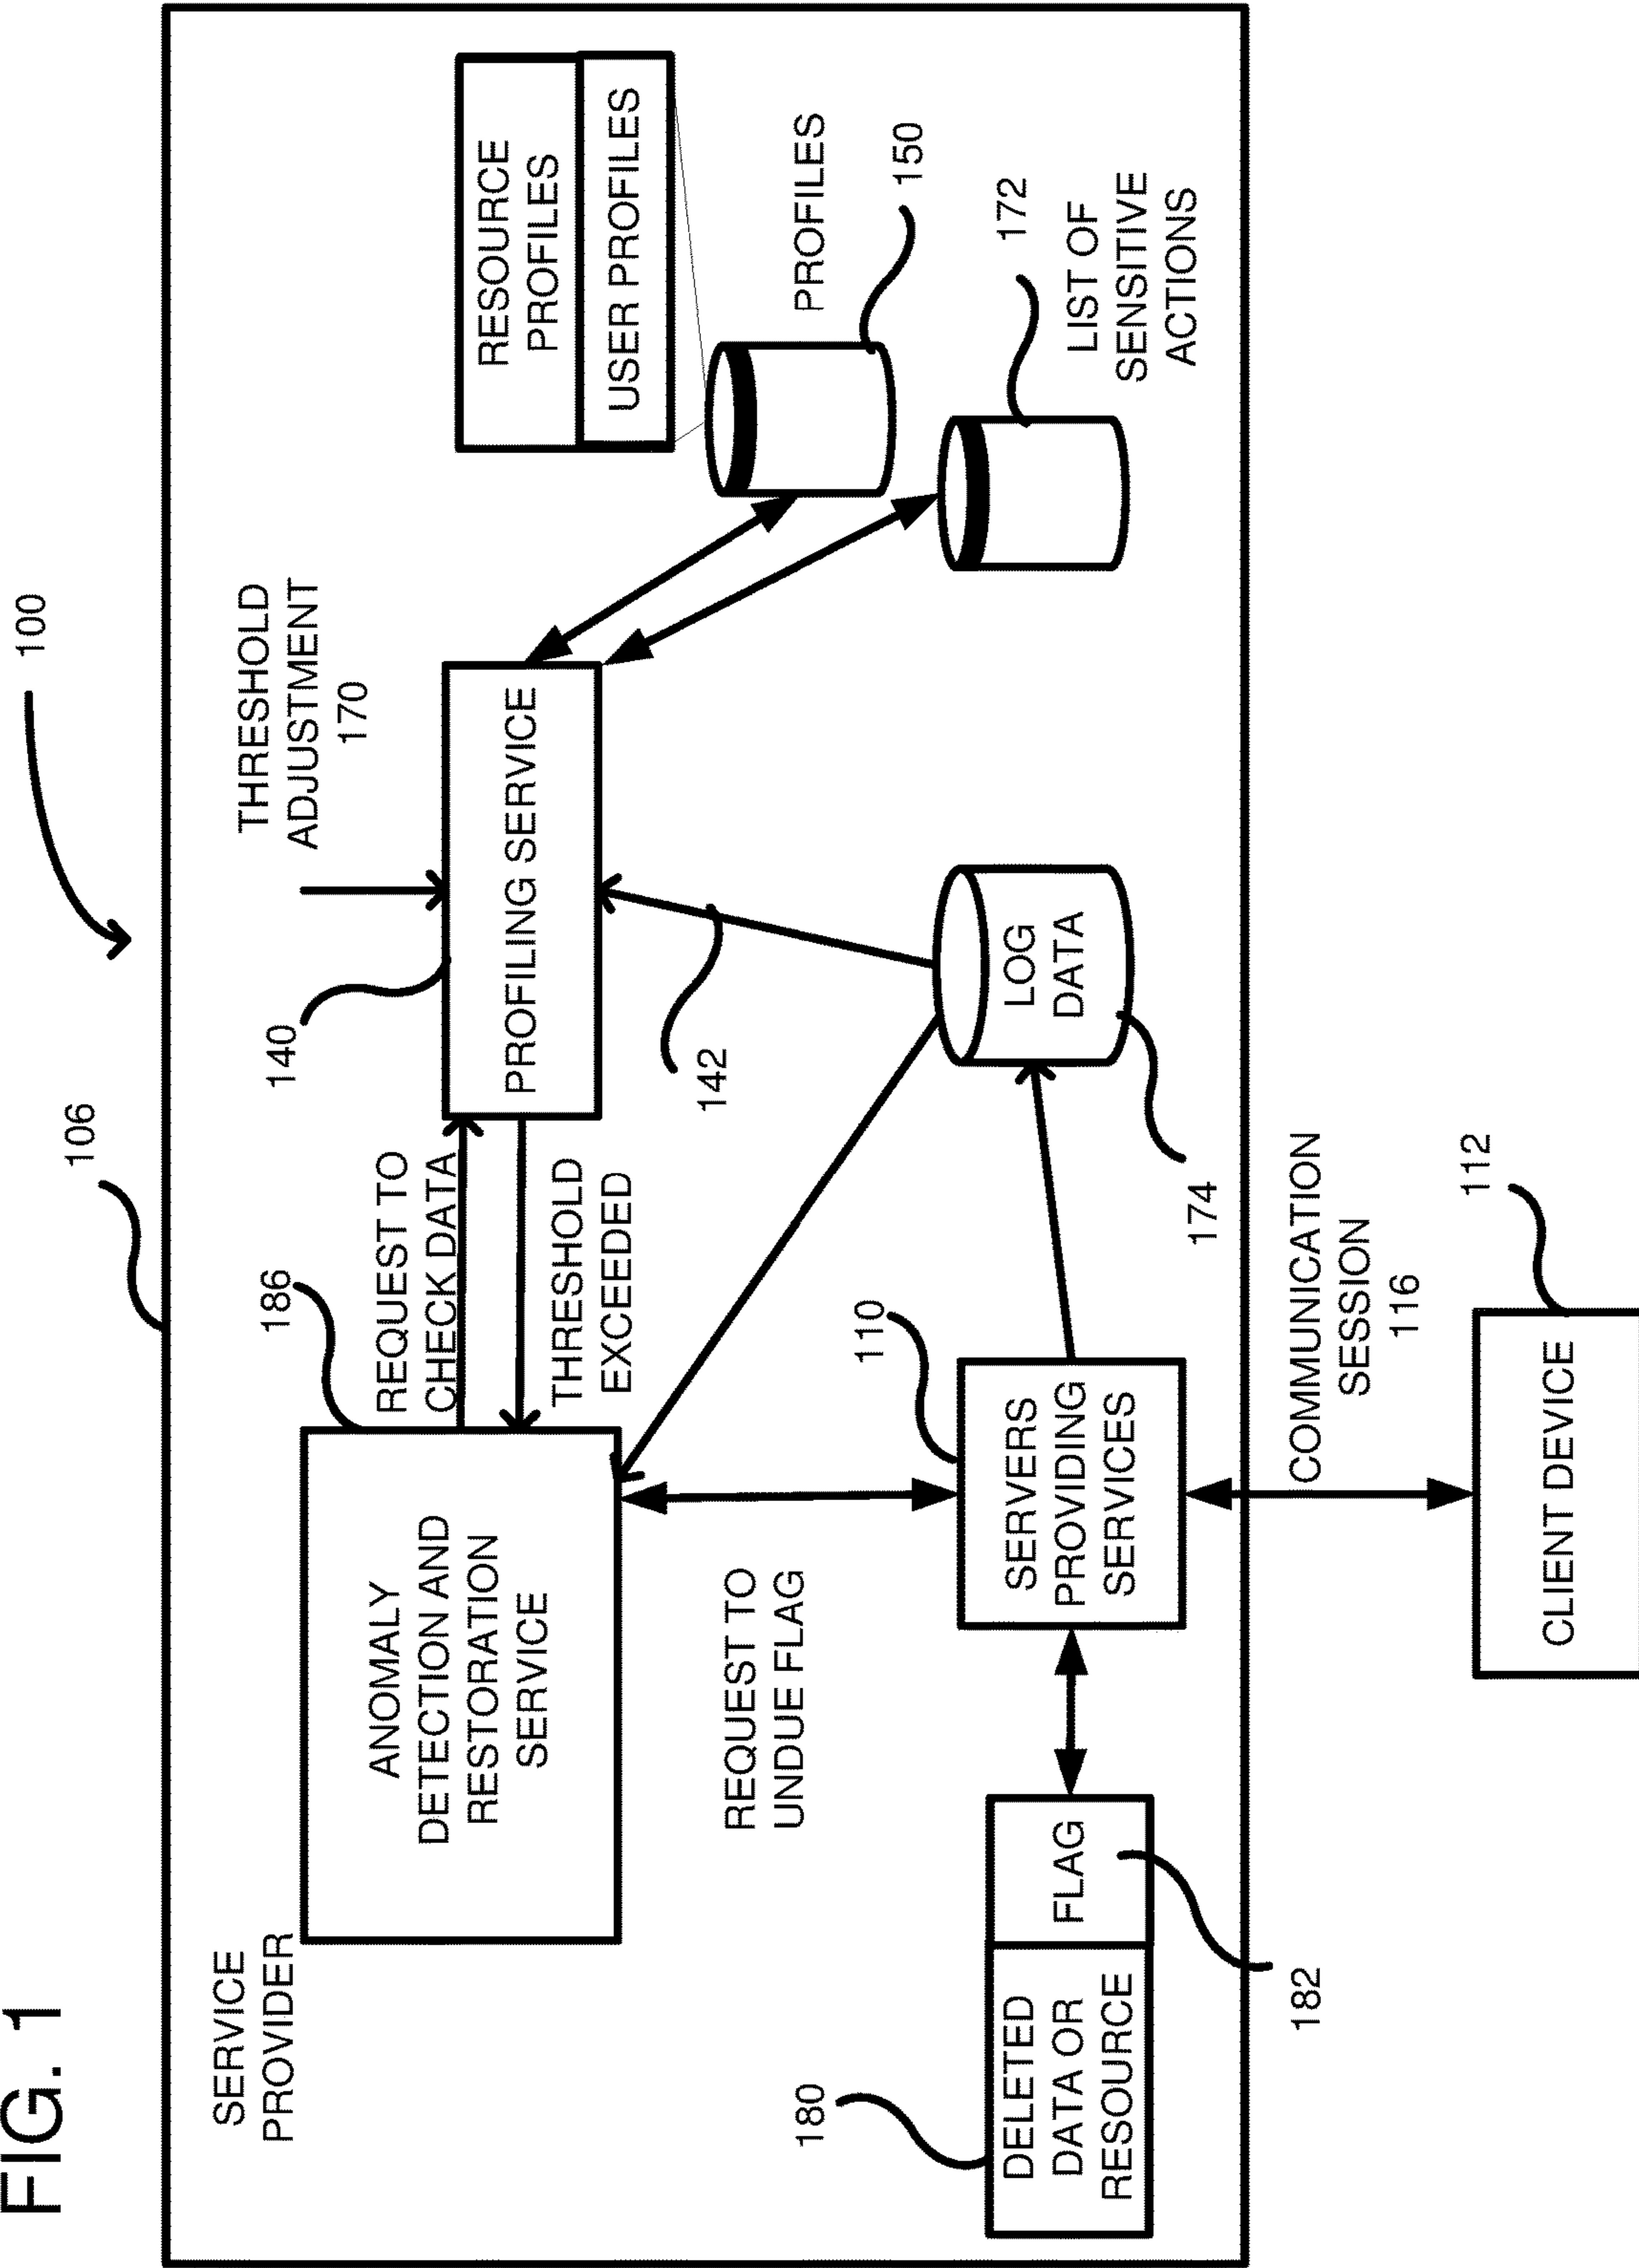 FIG. 1
100
106
SERVICE
PROVIDER
186
ANOMALY
DETECTION AND
RESTORATION
SERVICE
REQUEST TO
CHECK DATA
THRESHOLD
EXCEEDED
140
THRESHOLD
ADJUSTMENT
170
PROFILING SERVICE
142
RESOURCE
PROFILES
USER PROFILES
PROFILES
150
172
LIST OF
SENSITIVE
ACTIONS
REQUEST TO
UNDUE FLAG
110
SERVERS
PROVIDING
SERVICES
LOG
DATA
174
180
DELETED
DATA OR
RESOURCE
FLAG
182
COMMUNICATION
SESSION
116
112
CLIENT DEVICE